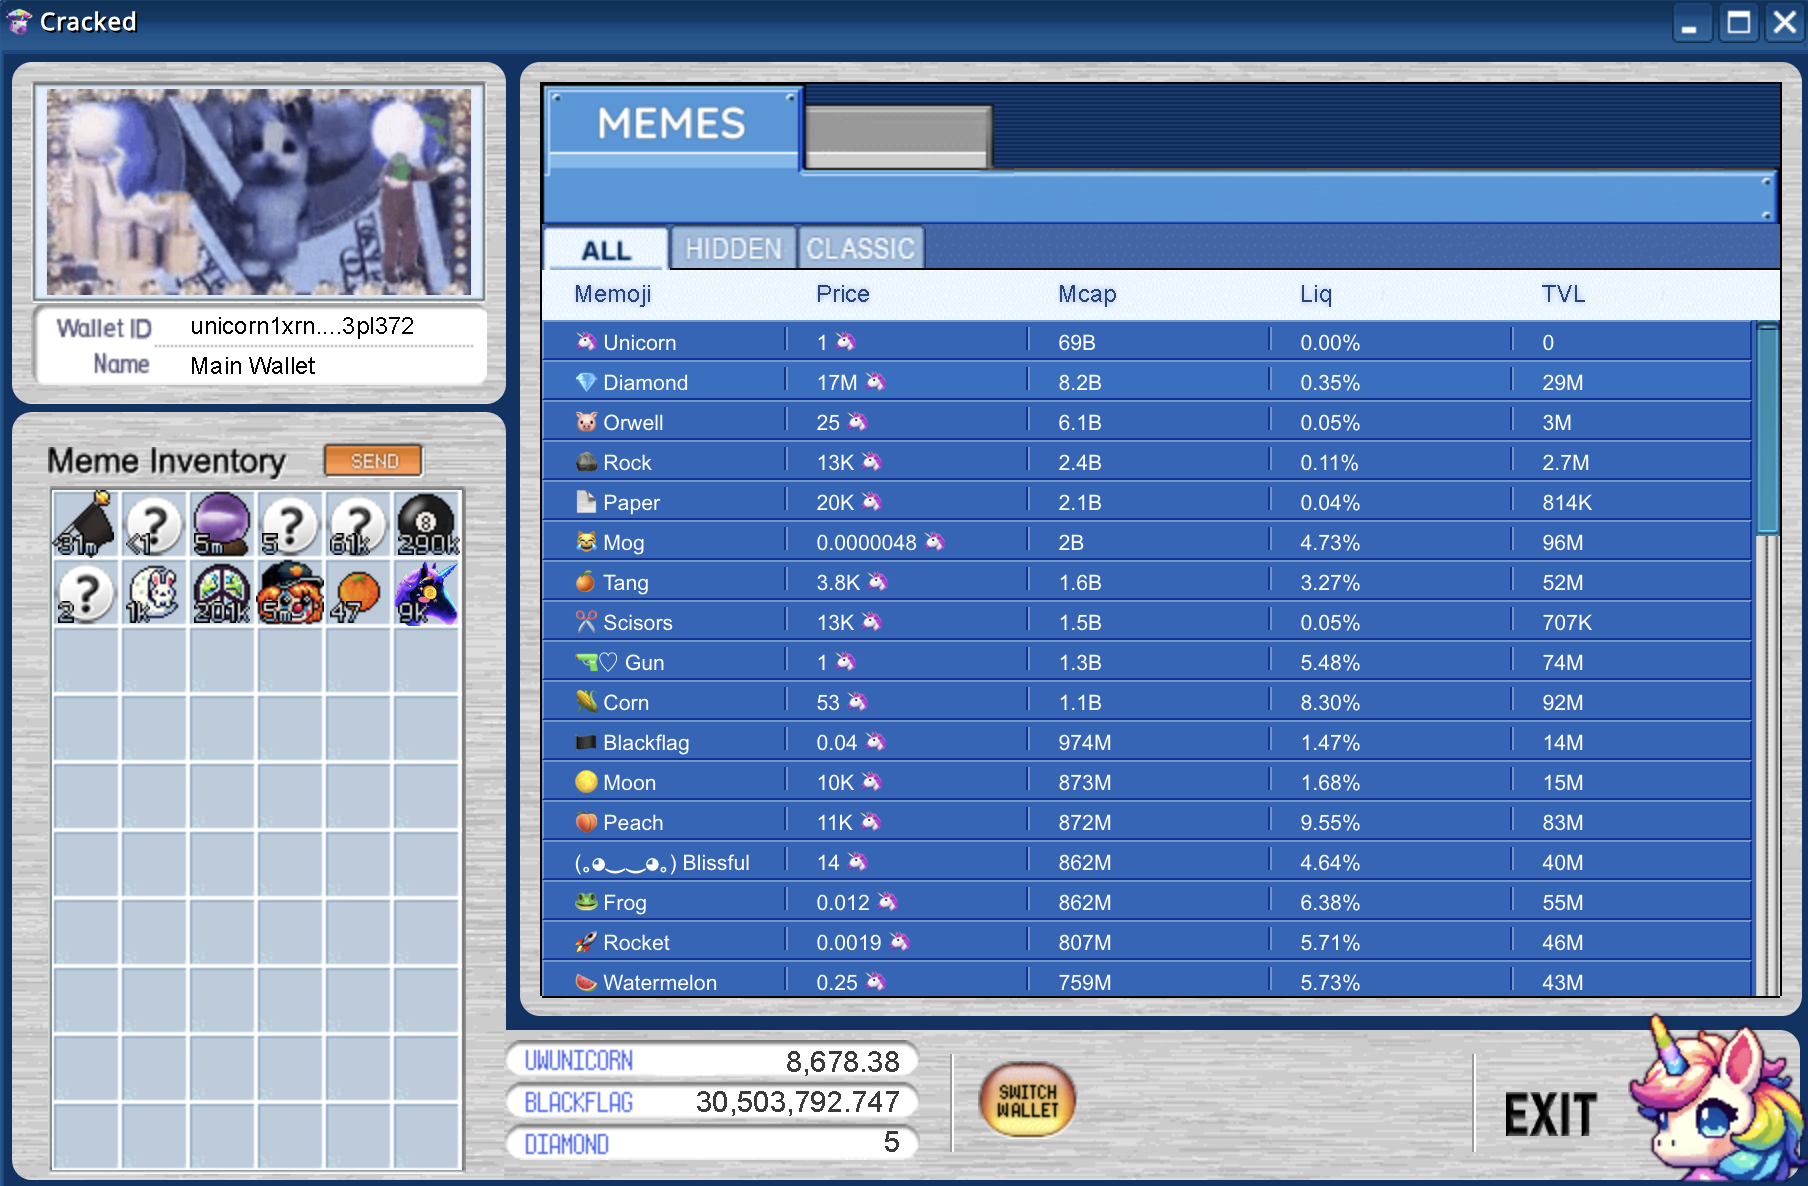 Cracked
Wallet ID unicorn1xrn....3pl372
Name Main Wallet
Meme Inventory SEND
31m <1 5m 5 61k 290k
2 1k 201k 5m 47 9k
MEMES
ALL HIDDEN CLASSIC
Memoji Price Mcap Liq TVL
🦄 Unicorn 1 🦄 69B 0.00% 0
💎 Diamond 17M 🦄 8.2B 0.35% 29M
🐷 Orwell 25 🦄 6.1B 0.05% 3M
🪨 Rock 13K 🦄 2.4B 0.11% 2.7M
📄 Paper 20K 🦄 2.1B 0.04% 814K
😹 Mog 0.0000048 🦄 2B 4.73% 96M
🍊 Tang 3.8K 🦄 1.6B 3.27% 52M
✂️ Scisors 13K 🦄 1.5B 0.05% 707K
🔫♡ Gun 1 🦄 1.3B 5.48% 74M
🌽 Corn 53 🦄 1.1B 8.30% 92M
🏴 Blackflag 0.04 🦄 974M 1.47% 14M
🌕 Moon 10K 🦄 873M 1.68% 15M
🍑 Peach 11K 🦄 872M 9.55% 83M
(｡◕‿‿◕｡) Blissful 14 🦄 862M 4.64% 40M
🐸 Frog 0.012 🦄 862M 6.38% 55M
🚀 Rocket 0.0019 🦄 807M 5.71% 46M
🍉 Watermelon 0.25 🦄 759M 5.73% 43M
UWUNICORN 8,678.38
BLACKFLAG 30,503,792.747
DIAMOND 5
SWITCH
WALLET
EXIT